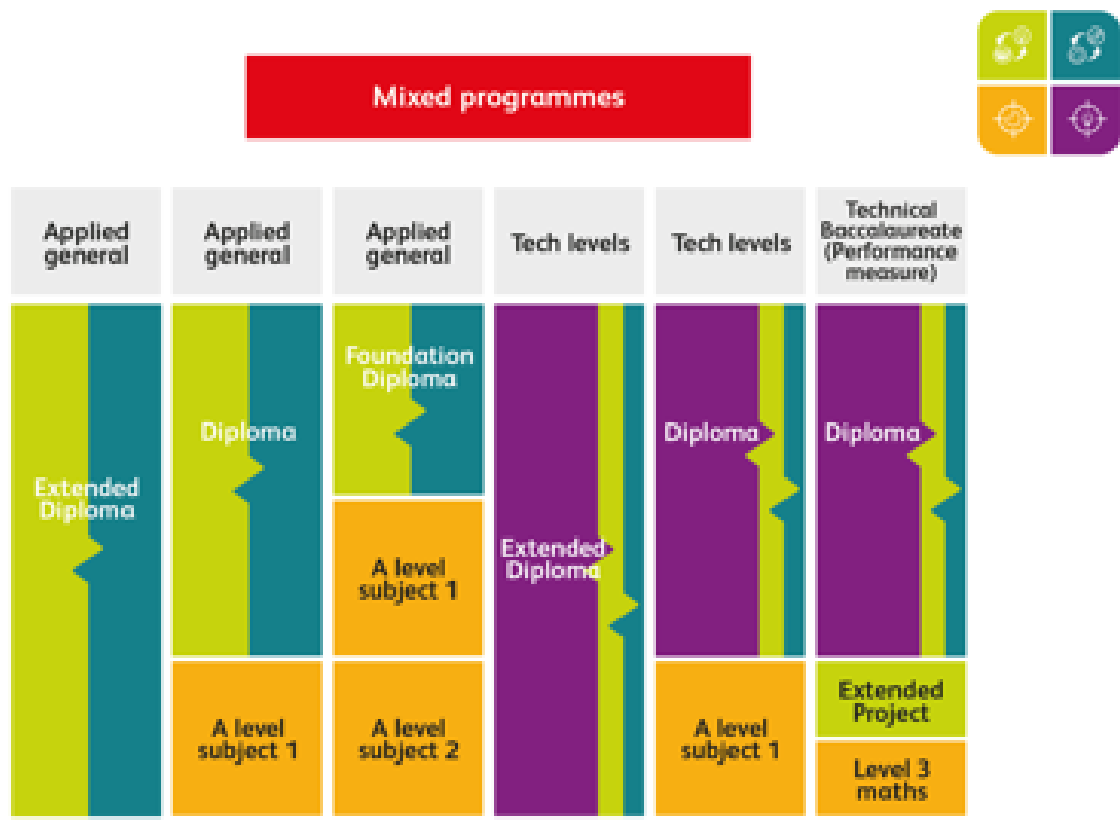 Mixed programmes
Applied
general
Applied
general
Applied
general
Tech levels
Tech levels
Technical
Baccalaureate
(Performance
measure)
Extended
Diploma
Diploma
A level
subject 1
Foundation
Diploma
A level
subject 1
A level
subject 2
Extended
Diploma
Diploma
A level
subject 1
Diploma
Extended
Project
Level 3
maths